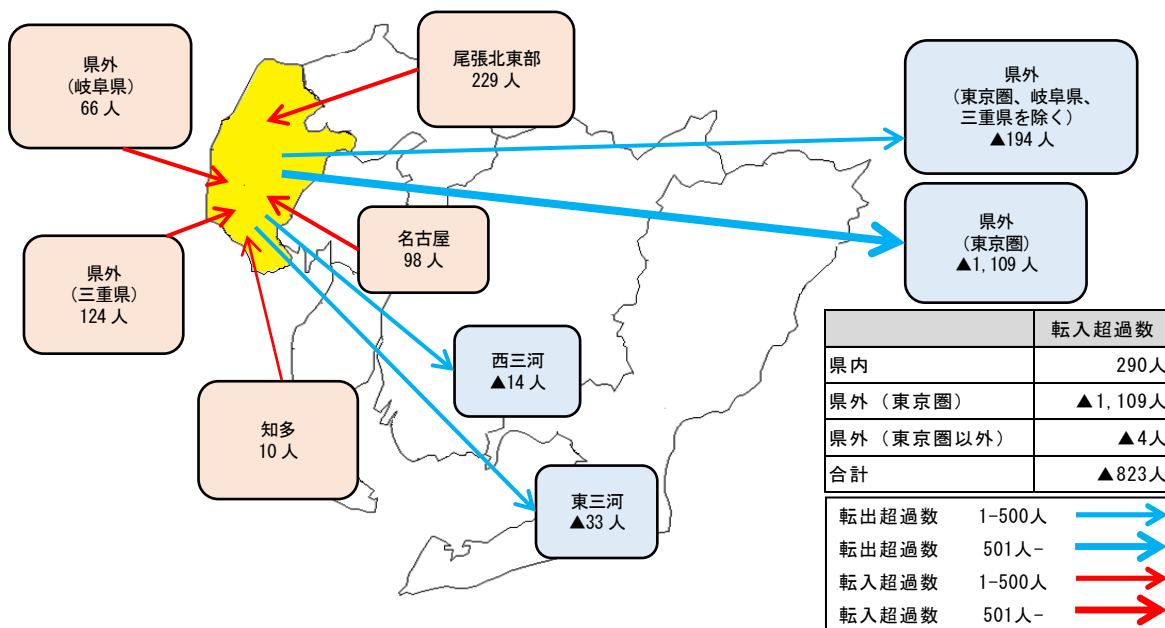 県外
(岐阜県)
66 人
尾張北東部
229 人
県外
(東京圏、岐阜県、
三重県を除く)
▲194 人
県外
(東京圏)
▲1,109 人
名古屋
98 人
県外
(三重県)
124 人
西三河
▲14 人
知多
10 人
東三河
▲33 人
転入超過数
県内 290人
県外（東京圏） ▲1,109人
県外（東京圏以外） ▲4人
合計 ▲823人
転出超過数 1-500人
転出超過数 501人-
転入超過数 1-500人
転入超過数 501人-